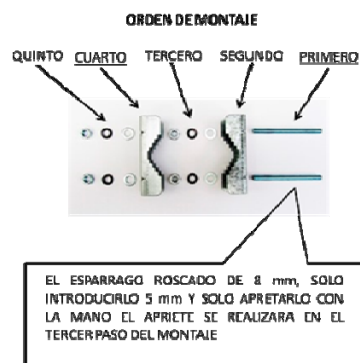 ORDEN DE MONTAJE
QUINTO CUARTO TERCERO SEGUNDO PRIMERO
EL ESPARRAGO ROSCADO DE 8 mm, SOLO
INTRODUCIRLO 5 mm Y SOLO APRETARLO CON
LA MANO EL APRIETE SE REALIZARA EN EL
TERCER PASO DEL MONTAJE